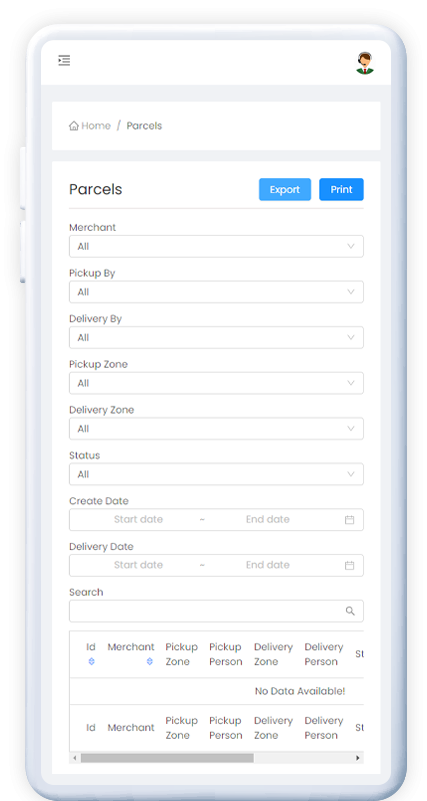 Home / Parcels
Parcels Export Print
Merchant
All
Pickup By
All
Delivery By
All
Pickup Zone
All
Delivery Zone
All
Status
All
Create Date
Start date ~ End date
Delivery Date
Start date ~ End date
Search
Id Merchant Pickup Zone Pickup Person Delivery Zone Delivery Person St
No Data Available!
Id Merchant Pickup Zone Pickup Person Delivery Zone Delivery Person St